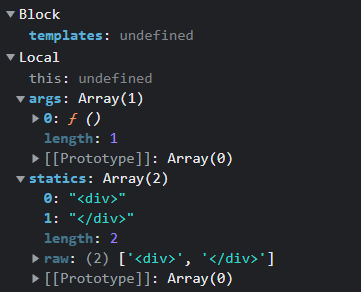 Block
templates: undefined
Local
this: undefined
args: Array(1)
0: ƒ ()
length: 1
[[Prototype]]: Array(0)
statics: Array(2)
0: "<div>"
1: "</div>"
length: 2
raw: (2) ['<div>', '</div>']
[[Prototype]]: Array(0)